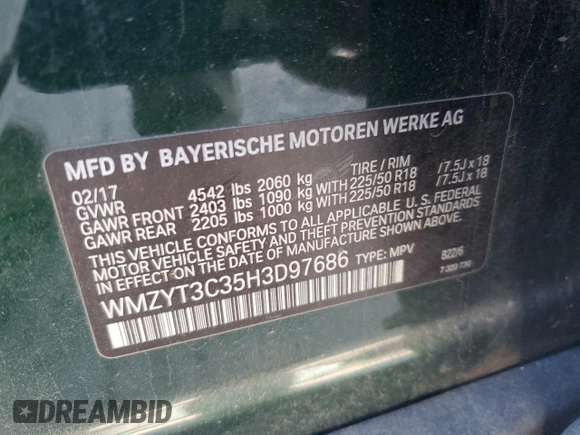 MFD BY BAYERISCHE MOTOREN WERKE AG
02/17
GVWR 4542 lbs 2060 kg TIRE / RIM
GAWR FRONT 2403 lbs 1090 kg WITH 225/50 R18 /7.5J x 18
GAWR REAR 2205 lbs 1000 kg WITH 225/50 R18 /7.5J x 18
THIS VEHICLE CONFORMS TO ALL APPLICABLE U. S. FEDERAL
MOTOR VEHICLE SAFETY AND THEFT PREVENTION STANDARDS
IN EFFECT ON THE DATE OF MANUFACTURE SHOWN ABOVE.
WMZYT3C35H3D97686 TYPE: MPV B22/6
7 320 730
DREAMBID